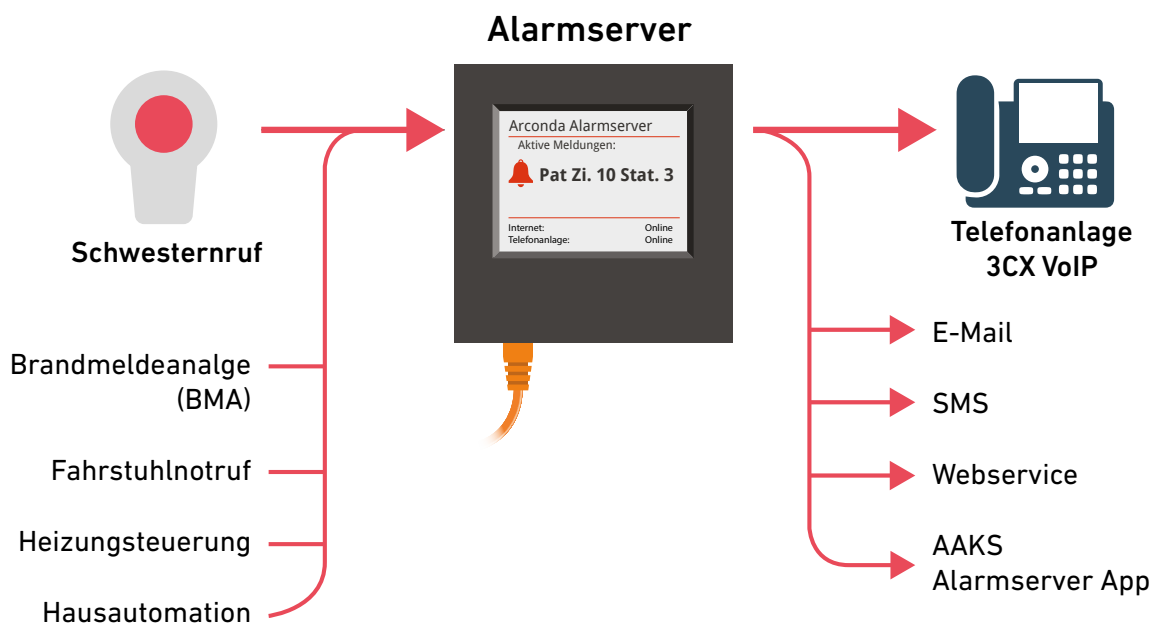 Alarmserver
Schwesternruf
Brandmeldeanalge
(BMA)
Fahrstuhlnotruf
Heizungsteuerung
Hausautomation
Arconda Alarmserver
Aktive Meldungen:
Pat Zi. 10 Stat. 3
Internet: Online
Telefonanlage: Online
Telefonanlage
3CX VoIP
E-Mail
SMS
Webservice
AAKS
Alarmserver App